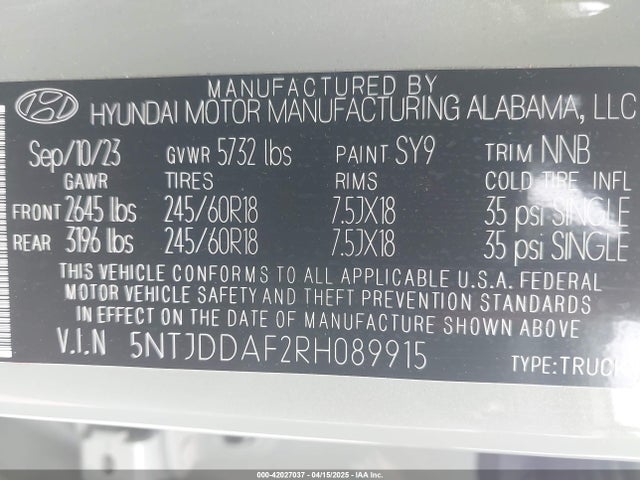 MANUFACTURED BY
HYUNDAI MOTOR MANUFACTURING ALABAMA, LLC
Sep/10/23 GVWR 5732 lbs PAINT SY9 TRIM NNB
GAWR TIRES RIMS COLD TIRE INFL
FRONT 2645 lbs 245/60R18 7.5JX18 35 psi SINGLE
REAR 3196 lbs 245/60R18 7.5JX18 35 psi SINGLE
THIS VEHICLE CONFORMS TO ALL APPLICABLE U.S.A. FEDERAL
MOTOR VEHICLE SAFETY AND THEFT PREVENTION STANDARDS
IN EFFECT ON THE DATE OF MANUFACTURE SHOWN ABOVE
V.I.N 5NTJDDAF2RH089915 TYPE:TRUCK
000-42027037 - 04/15/2025 - IAA Inc.